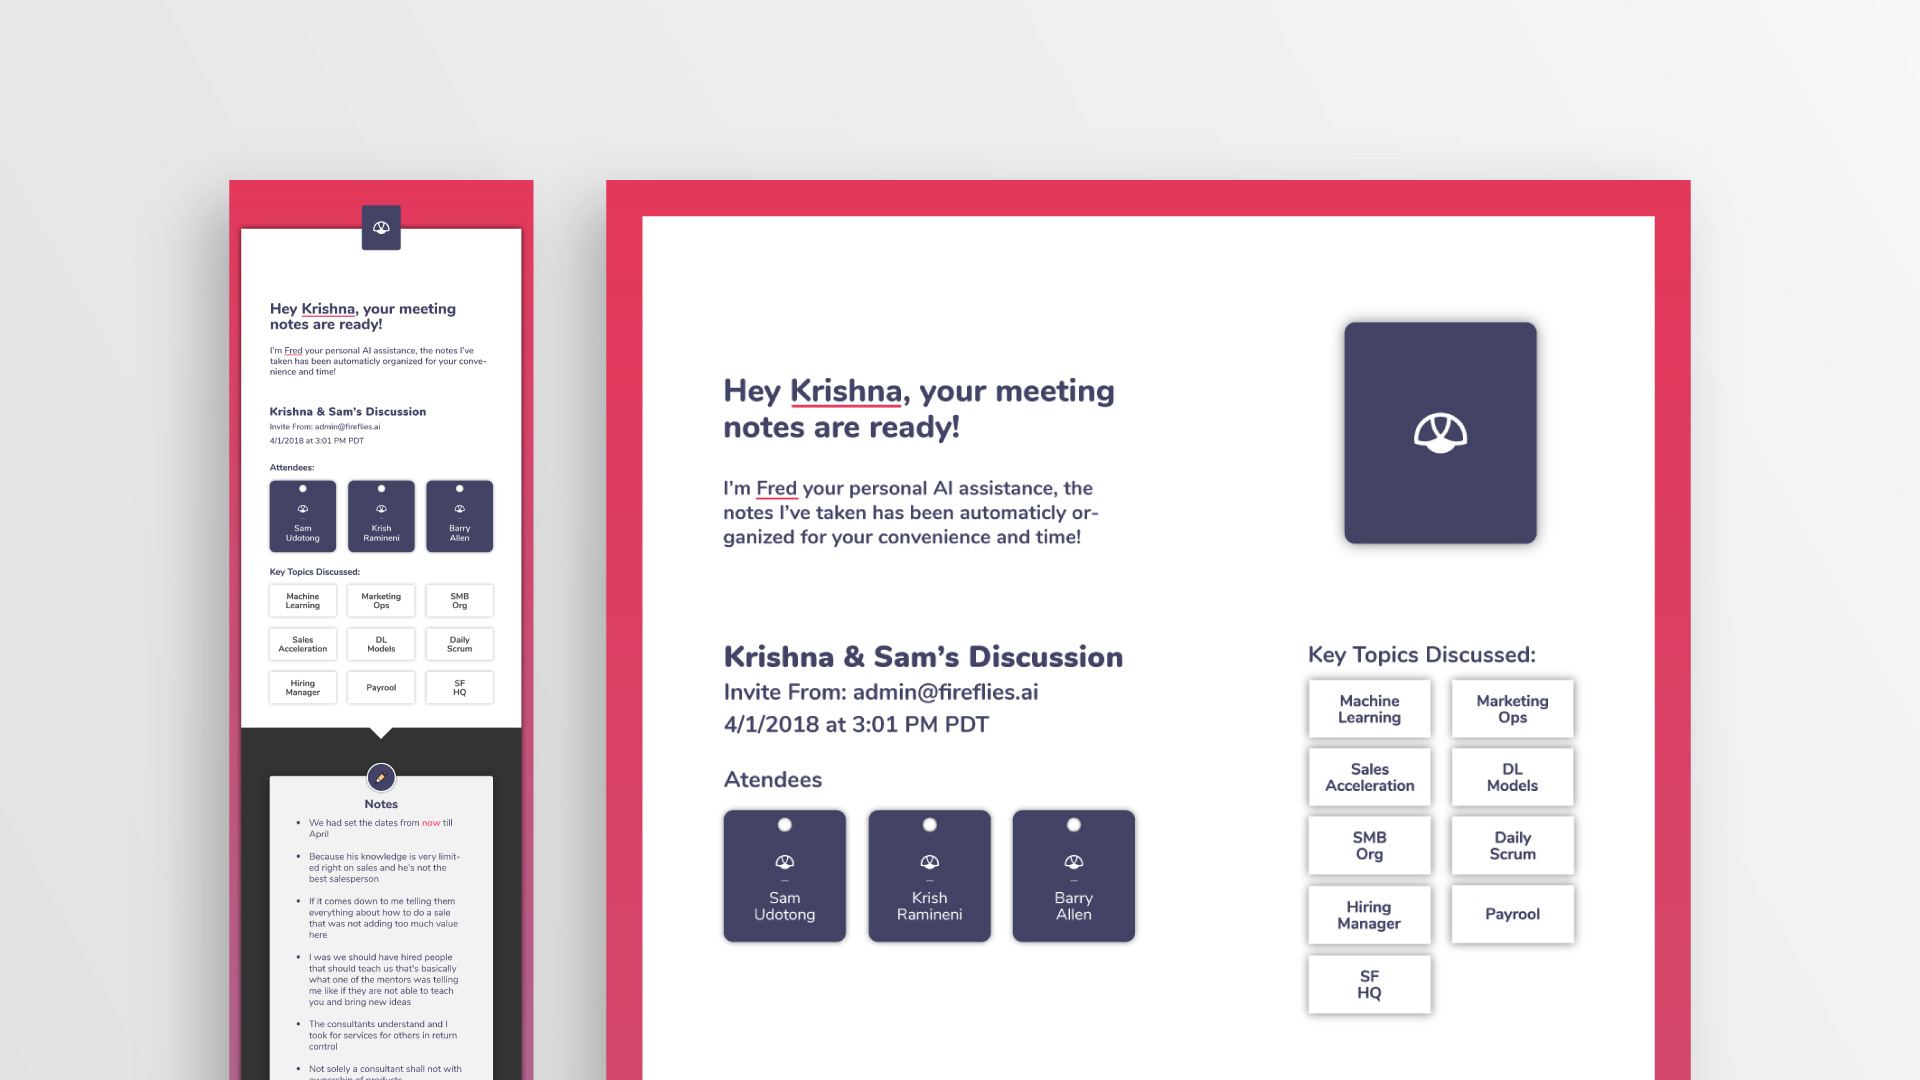 Hey Krishna, your meeting
notes are ready!
I'm Fred your personal AI assistance, the notes I've
taken has been automaticly organized for your conve-
nience and time!
Krishna & Sam's Discussion
Invite From: admin@fireflies.ai
4/1/2018 at 3:01 PM PDT
Attendees:
Sam
Udotong
Krish
Ramineni
Barry
Allen
Key Topics Discussed:
Machine
Learning
Marketing
Ops
SMB
Org
Sales
Acceleration
DL
Models
Daily
Scrum
Hiring
Manager
Payrool
SF
HQ
Notes
We had set the dates from now till
April
Because his knowledge is very limit-
ed right on sales and he's not the
best salesperson
If it comes down to me telling them
everything about how to do a sale
that was not adding too much value
here
I was we should have hired people
that should teach us that's basically
what one of the mentors was telling
me like if they are not able to teach
you and bring new ideas
The consultants understand and I
took for services for others in return
control
Not solely a consultant shall not with
ownership of products
Hey Krishna, your meeting
notes are ready!
I'm Fred your personal AI assistance, the
notes I've taken has been automaticly or-
ganized for your convenience and time!
Krishna & Sam's Discussion
Invite From: admin@fireflies.ai
4/1/2018 at 3:01 PM PDT
Atendees
Sam
Udotong
Krish
Ramineni
Barry
Allen
Key Topics Discussed:
Machine
Learning
Marketing
Ops
Sales
Acceleration
DL
Models
SMB
Org
Daily
Scrum
Hiring
Manager
Payrool
SF
HQ